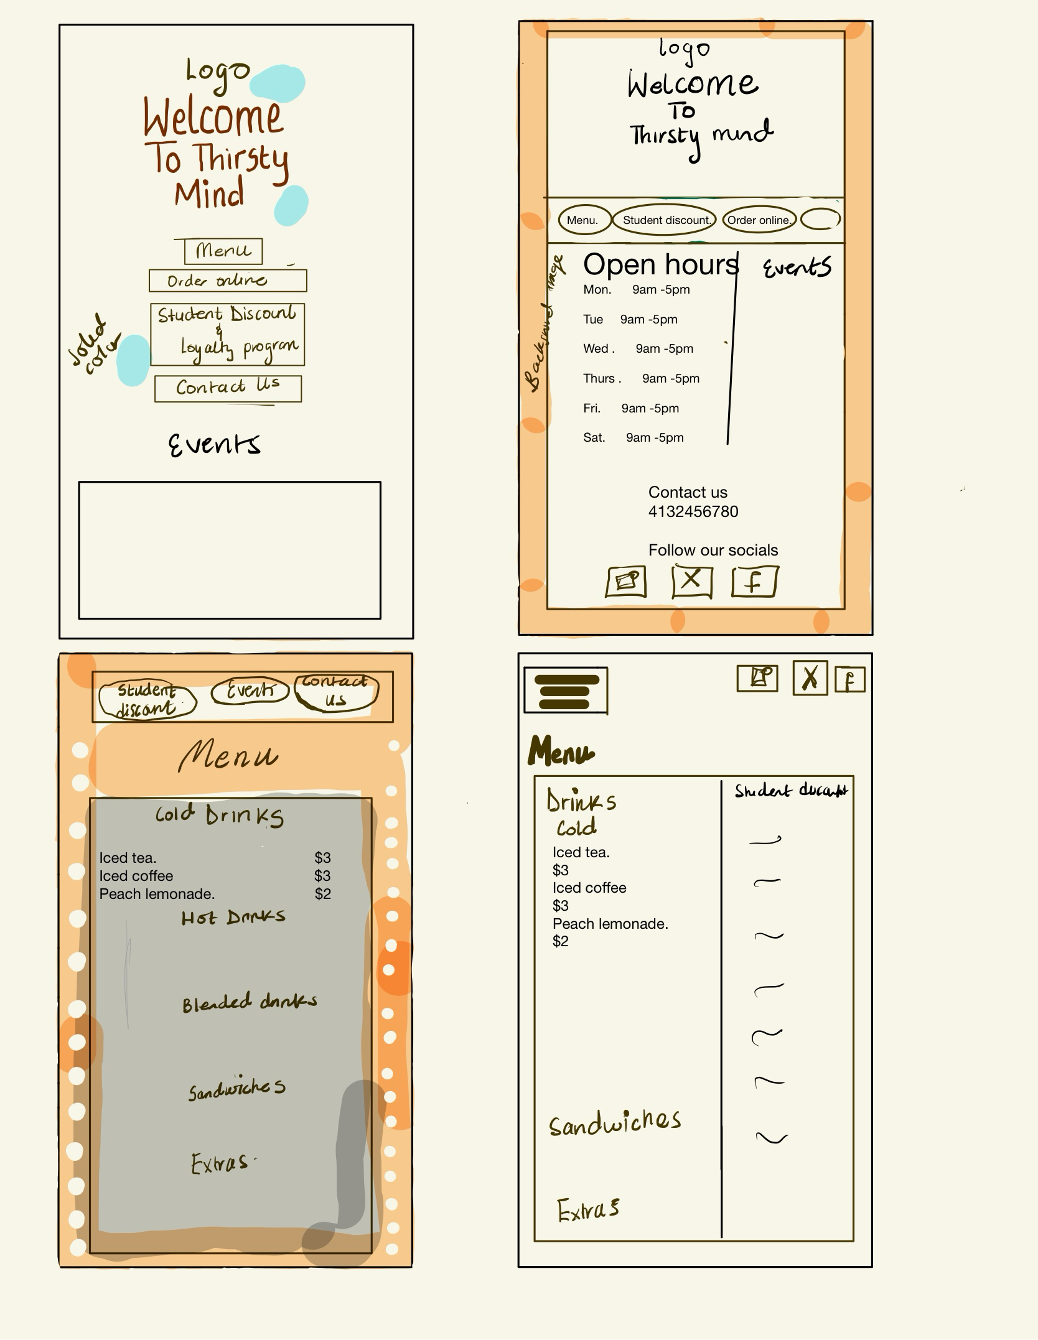 Logo
Welcome
To Thirsty
Mind
Menu
Order online
Student Discount
&
Loyalty program
Contact Us
Solid
color
Events
logo
Welcome
To
Thirsty mind
Menu.
Student discount.
Order online.
Background image
Open hours
Events
Mon. 9am -5pm
Tue 9am -5pm
Wed . 9am -5pm
Thurs . 9am -5pm
Fri. 9am -5pm
Sat. 9am -5pm
Contact us
4132456780
Follow our socials
X
f
Student
discount
Events
Contact
us
Menu
Cold Drinks
Iced tea. $3
Iced coffee $3
Peach lemonade. $2
Hot Drinks
Blended drinks
Sandwiches
Extras.
X
f
Menu
Drinks
Cold
Iced tea.
$3
Iced coffee
$3
Peach lemonade.
$2
Sandwiches
Extras
Student discount